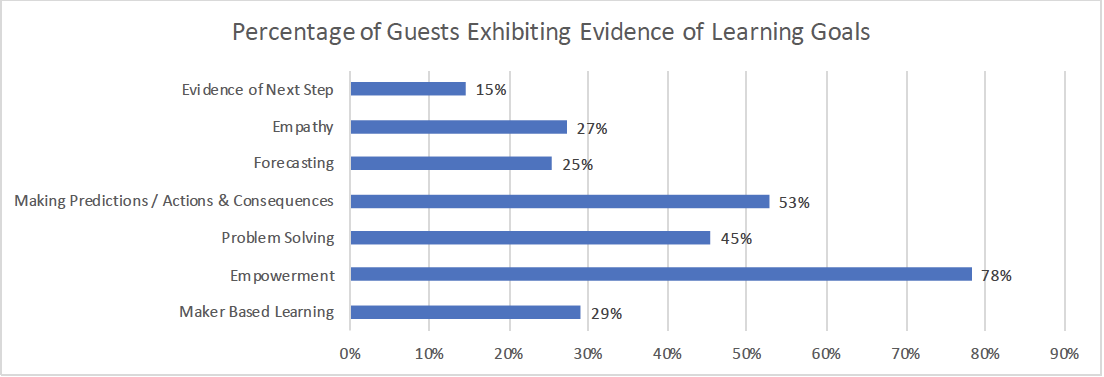 Percentage of Guests Exhibiting Evidence of Learning Goals
Evidence of Next Step 15%
Empathy 27%
Forecasting 25%
Making Predictions / Actions & Consequences 53%
Problem Solving 45%
Empowerment 78%
Maker Based Learning 29%
0% 10% 20% 30% 40% 50% 60% 70% 80% 90%